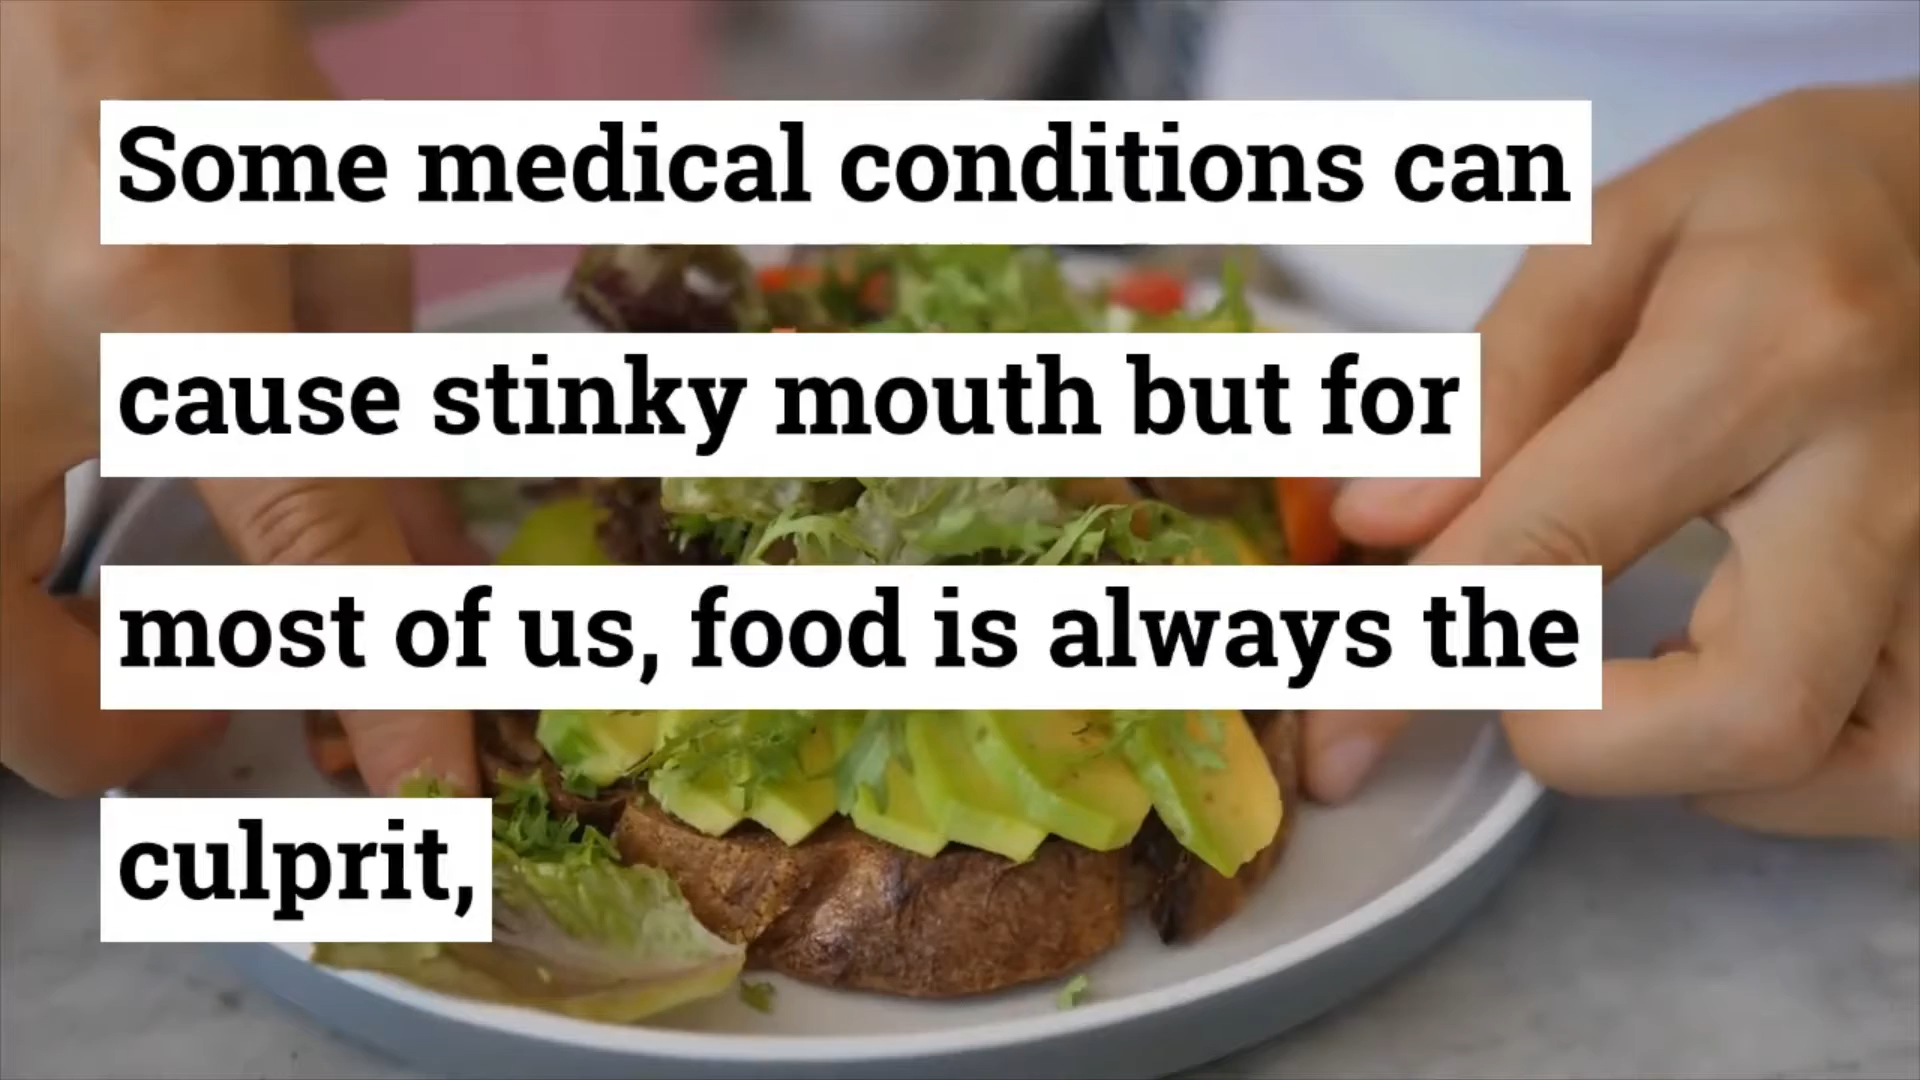 Some medical conditions can
cause stinky mouth but for
most of us, food is always the
culprit,